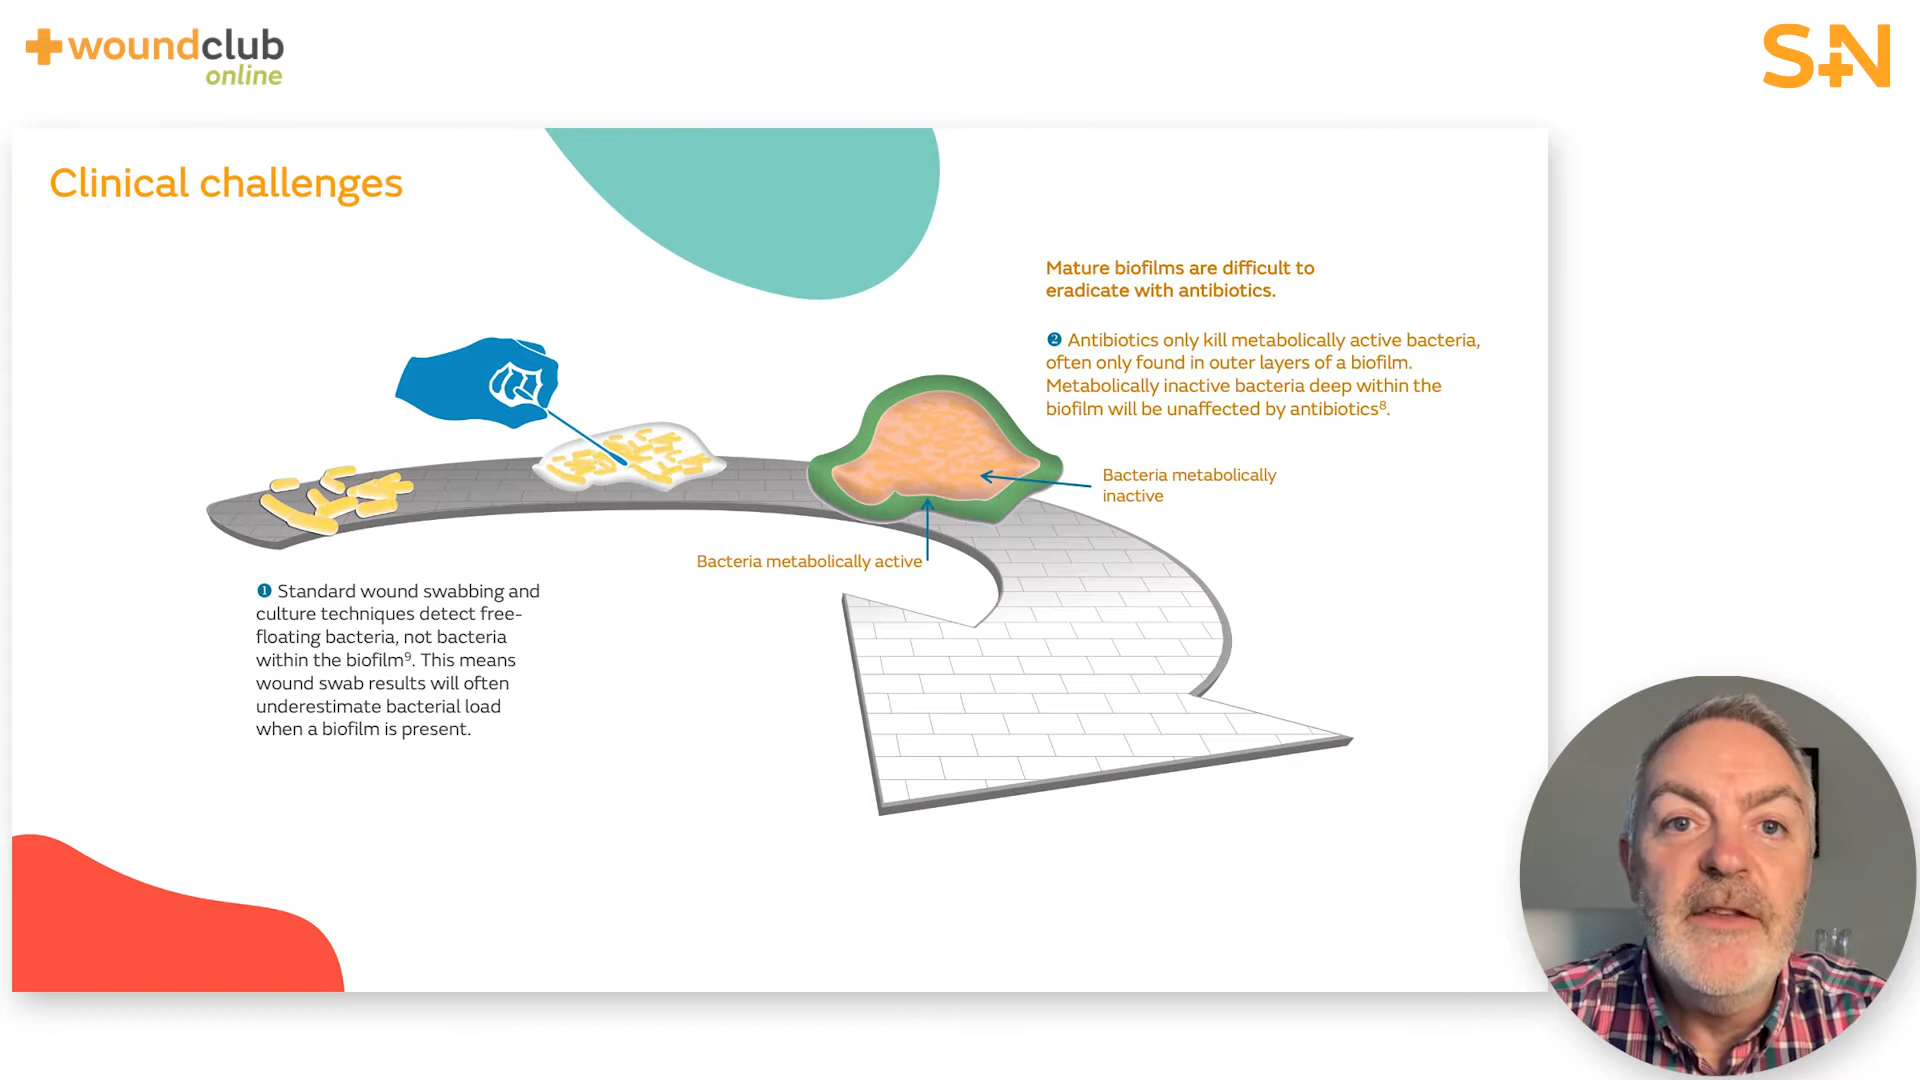 woundclub
online
S+N
Clinical challenges
Mature biofilms are difficult to
eradicate with antibiotics.
❷ Antibiotics only kill metabolically active bacteria,
often only found in outer layers of a biofilm.
Metabolically inactive bacteria deep within the
biofilm will be unaffected by antibiotics⁸.
Bacteria metabolically
inactive
Bacteria metabolically active
❶ Standard wound swabbing and
culture techniques detect free-
floating bacteria, not bacteria
within the biofilm⁹. This means
wound swab results will often
underestimate bacterial load
when a biofilm is present.